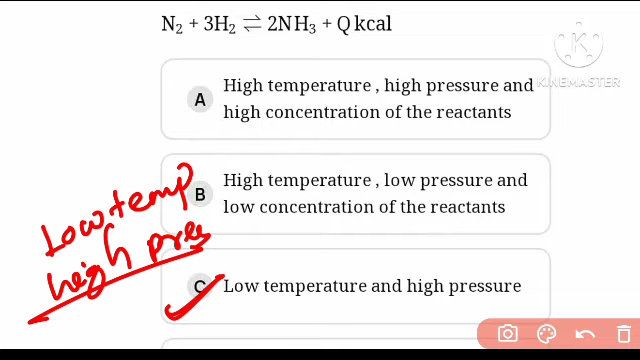 N₂ + 3H₂ ⇌ 2NH₃ + Q kcal
K
KINEMASTER
A
High temperature , high pressure and
high concentration of the reactants
B
High temperature , low pressure and
low concentration of the reactants
Low temp
high pres
C
Low temperature and high pressure